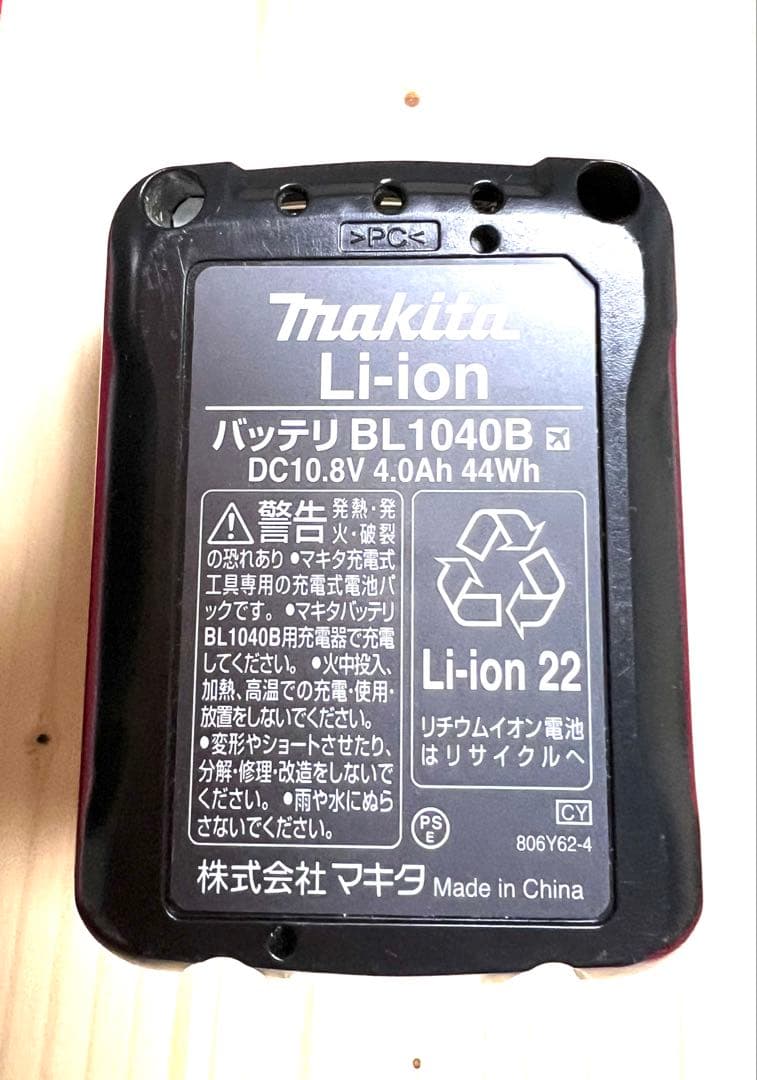 >PC<
makita
Li-ion
バッテリ BL1040B
DC10.8V 4.0Ah 44Wh
警告 発熱・発
火・破裂
の恐れあり ●マキタ充電式
工具専用の充電式電池パ
ックです。 ●マキタバッテリ
BL1040B用充電器で充電
してください。 ●火中投入、
加熱、高温での充電・使用・
放置をしないでください。
●変形やショートさせたり、
分解・修理・改造をしないで
ください。 ●雨や水にぬら
さないでください。
Li-ion 22
リチウムイオン電池
はリサイクルへ
PS
E
CY
806Y62-4
株式会社 マキタ Made in China